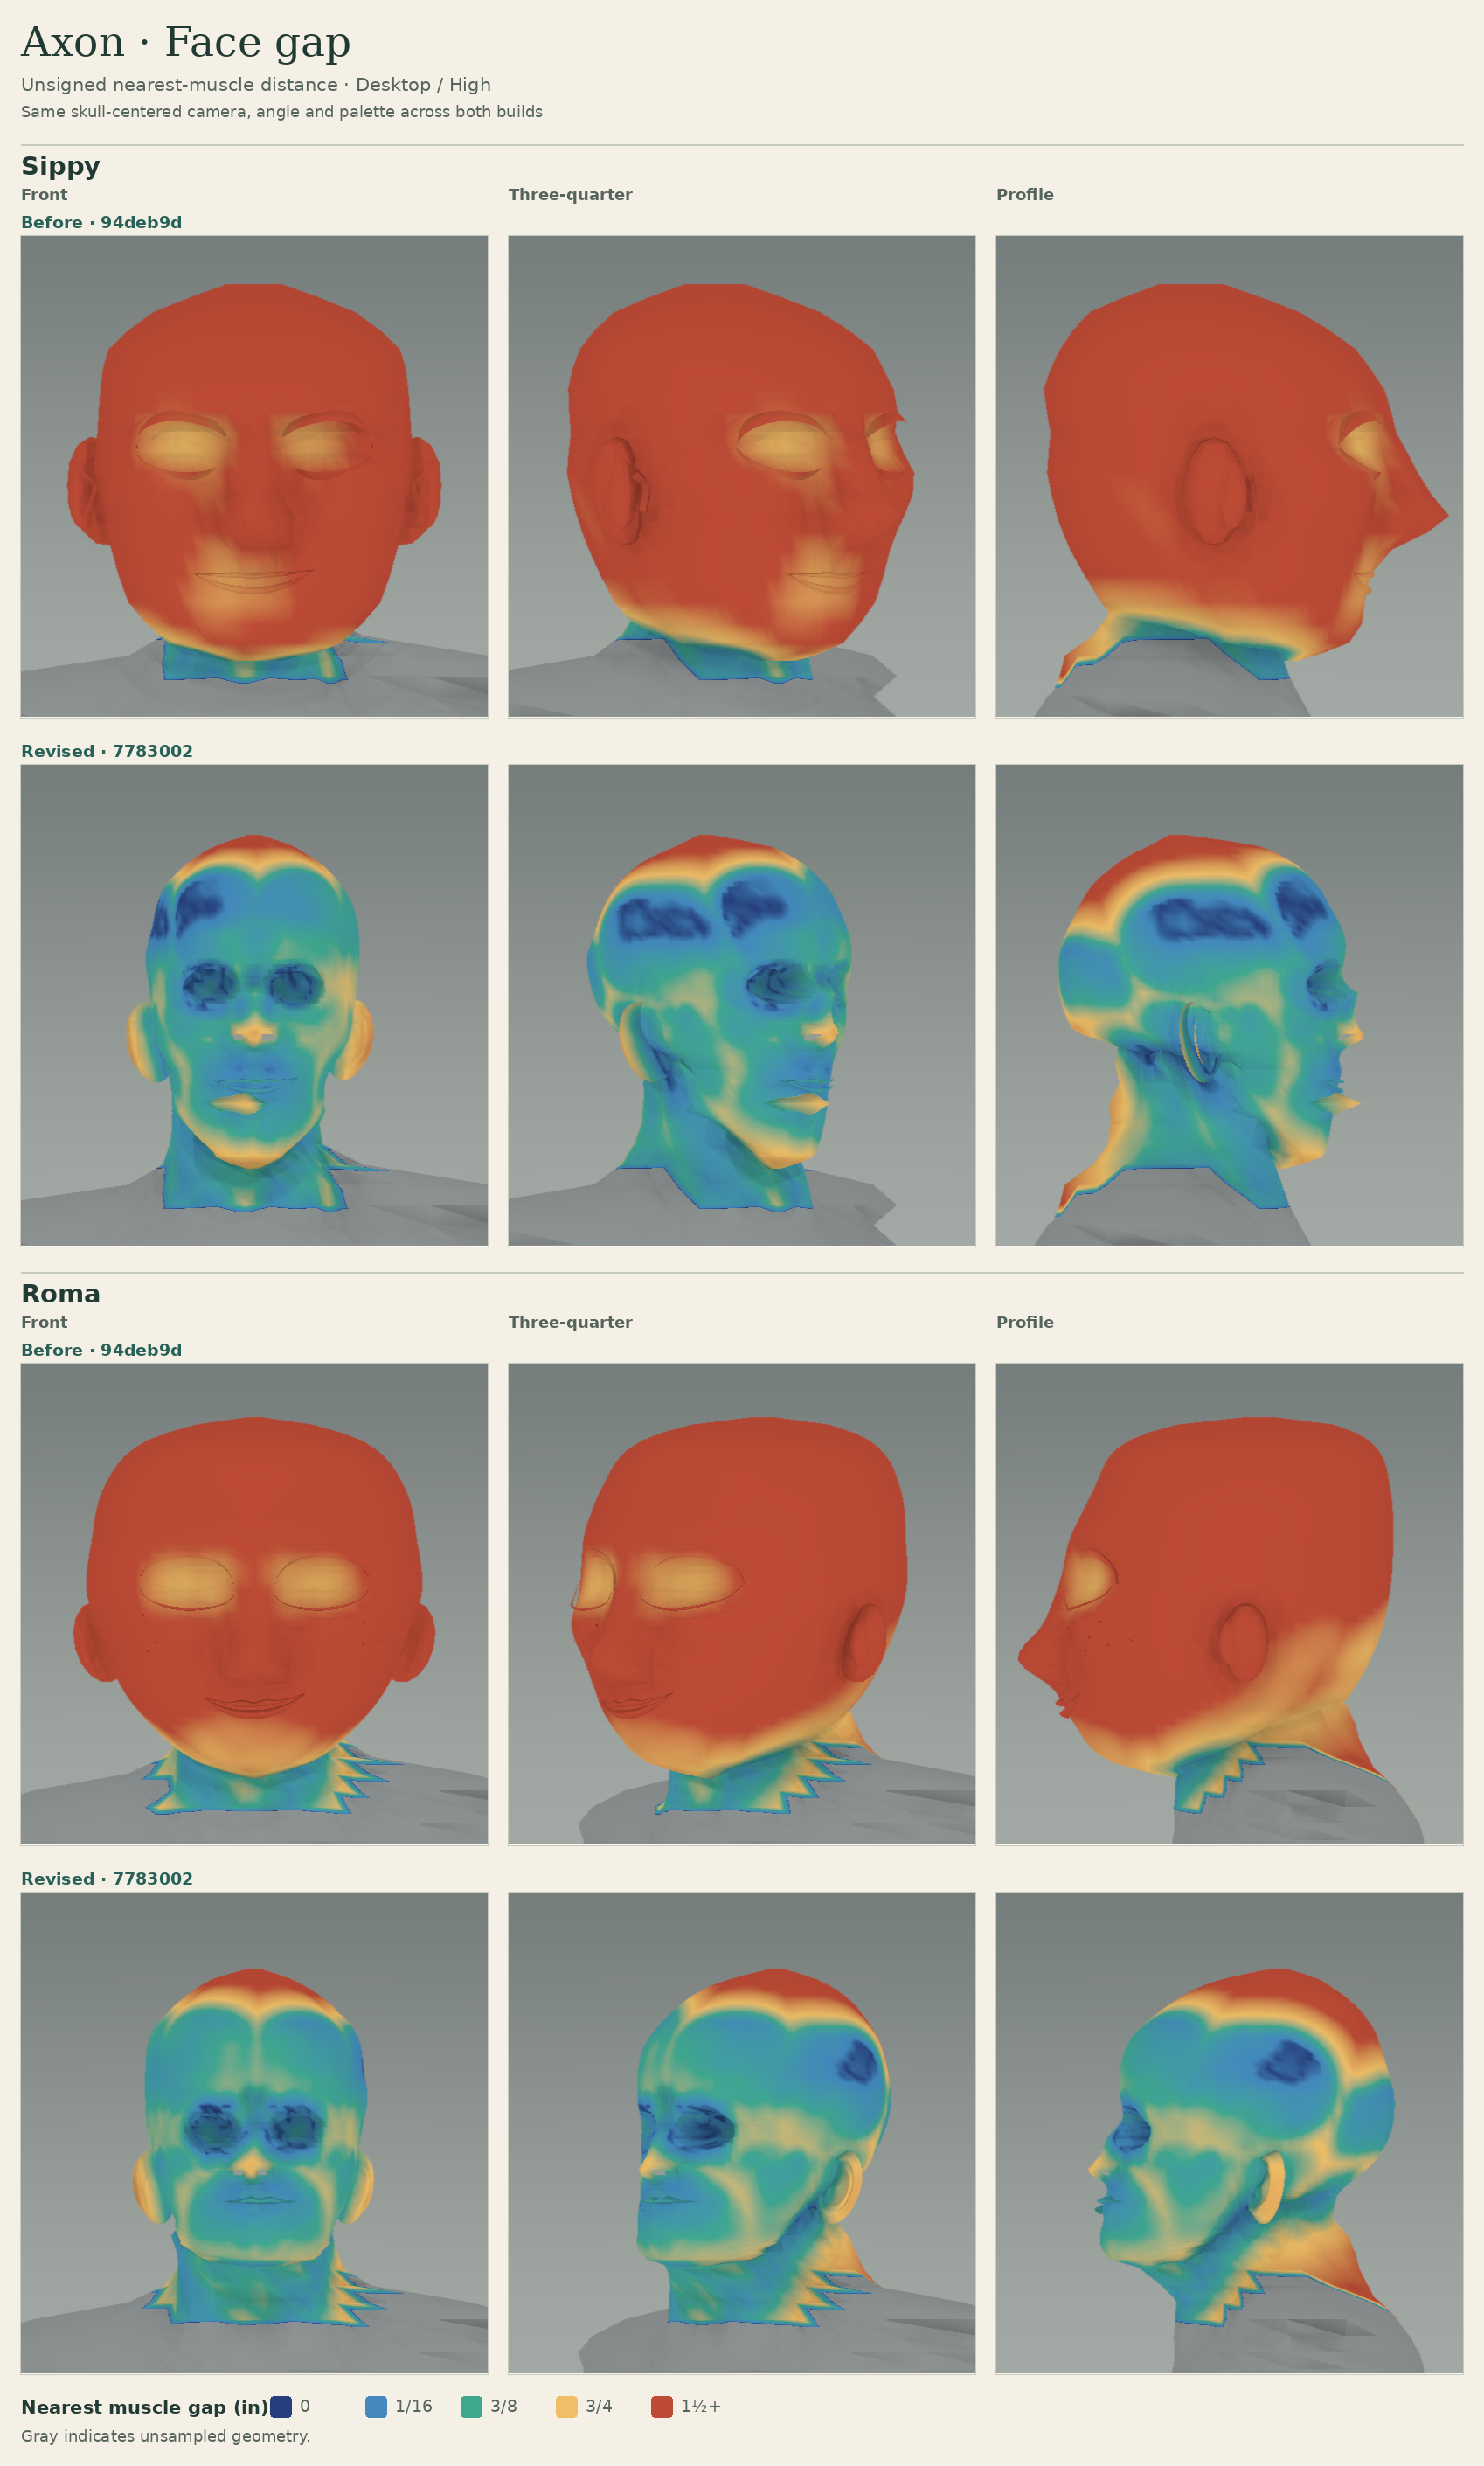 Axon · Face gap
Unsigned nearest-muscle distance · Desktop / High
Same skull-centered camera, angle and palette across both builds
Sippy
Front Three-quarter Profile
Before · 94deb9d
Revised · 7783002
Roma
Front Three-quarter Profile
Before · 94deb9d
Revised · 7783002
Nearest muscle gap (in) 0 1/16 3/8 3/4 1½+
Gray indicates unsampled geometry.